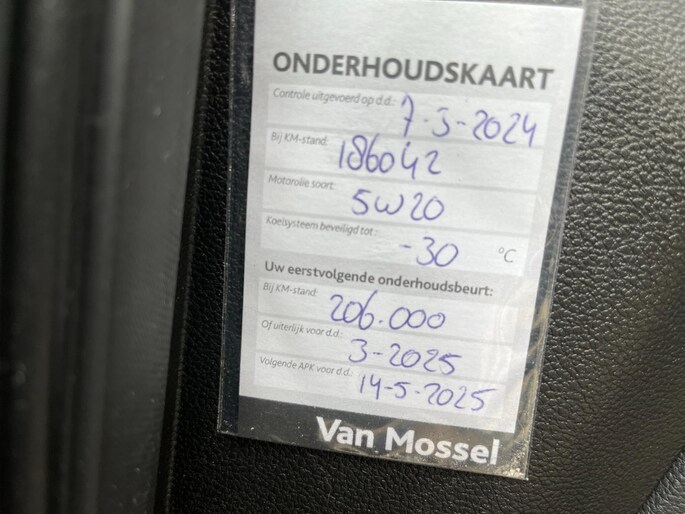 ONDERHOUDSKAART
Controle uitgevoerd op d.d.: 7-3-2024
Bij KM-stand: 186042
Motorolie soort: 5W20
Koelsysteem beveiligd tot: -30 °C
Uw eerstvolgende onderhoudsbeurt:
Bij KM-stand: 206.000
Of uiterlijk voor d.d.: 3-2025
Volgende APK voor d.d.: 14-5-2025
Van Mossel